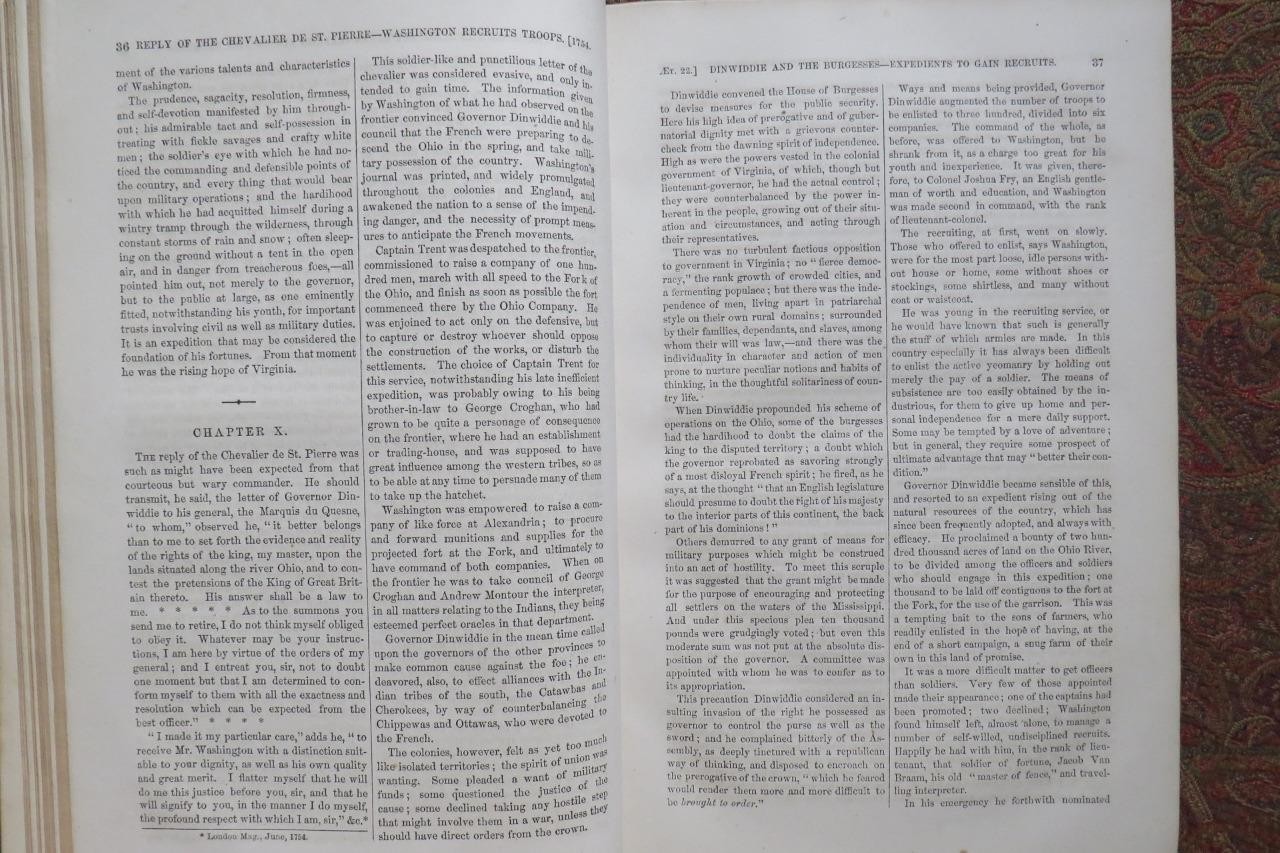 36 REPLY OF THE CHEVALIER DE ST. PIERRE—WASHINGTON RECRUITS TROOPS. [1754.
ment of the various talents and characteristics
of Washington.
The prudence, sagacity, resolution, firmness,
and self-devotion manifested by him through-
out; his admirable tact and self-possession in
treating with fickle savages and crafty white
men; the soldier's eye with which he had no-
ticed the commanding and defensible points of
the country, and every thing that would bear
upon military operations; and the hardihood
with which he had acquitted himself during a
wintry tramp through the wilderness, through
constant storms of rain and snow; often sleep-
ing on the ground without a tent in the open
air, and in danger from treacherous foes,—all
pointed him out, not merely to the governor,
but to the public at large, as one eminently
fitted, notwithstanding his youth, for important
trusts involving civil as well as military duties.
It is an expedition that may be considered the
foundation of his fortunes. From that moment
he was the rising hope of Virginia.
CHAPTER X.
THE reply of the Chevalier de St. Pierre was
such as might have been expected from that
courteous but wary commander. He should
transmit, he said, the letter of Governor Din-
widdie to his general, the Marquis du Quesne,
"to whom," observed he, "it better belongs
than to me to set forth the evidence and reality
of the rights of the king, my master, upon the
lands situated along the river Ohio, and to con-
test the pretensions of the King of Great Brit-
ain thereto. His answer shall be a law to
me. * * * * * As to the summons you
send me to retire, I do not think myself obliged
to obey it. Whatever may be your instruc-
tions, I am here by virtue of the orders of my
general; and I entreat you, sir, not to doubt
one moment but that I am determined to con-
form myself to them with all the exactness and
resolution which can be expected from the
best officer." * * * *
"I made it my particular care," adds he, "to
receive Mr. Washington with a distinction suit-
able to your dignity, as well as his own quality
and great merit. I flatter myself that he will
do me this justice before you, sir, and that he
will signify to you, in the manner I do myself,
the profound respect with which I am, sir," &c.*
* London Mag., June, 1754.
This soldier-like and punctilious letter of the
chevalier was considered evasive, and only in-
tended to gain time. The information given
by Washington of what he had observed on the
frontier convinced Governor Dinwiddie and his
council that the French were preparing to de-
scend the Ohio in the spring, and take mili-
tary possession of the country. Washington's
journal was printed, and widely promulgated
throughout the colonies and England, and
awakened the nation to a sense of the impend-
ing danger, and the necessity of prompt meas-
ures to anticipate the French movements.
Captain Trent was despatched to the frontier,
commissioned to raise a company of one hun-
dred men, march with all speed to the Fork of
the Ohio, and finish as soon as possible the fort
commenced there by the Ohio Company. He
was enjoined to act only on the defensive, but
to capture or destroy whoever should oppose
the construction of the works, or disturb the
settlements. The choice of Captain Trent for
this service, notwithstanding his late inefficient
expedition, was probably owing to his being
brother-in-law to George Croghan, who had
grown to be quite a personage of consequence
on the frontier, where he had an establishment
or trading-house, and was supposed to have
great influence among the western tribes, so as
to be able at any time to persuade many of them
to take up the hatchet.
Washington was empowered to raise a com-
pany of like force at Alexandria; to procure
and forward munitions and supplies for the
projected fort at the Fork, and ultimately to
have command of both companies. When on
the frontier he was to take council of George
Croghan and Andrew Montour the interpreter,
in all matters relating to the Indians, they being
esteemed perfect oracles in that department.
Governor Dinwiddie in the mean time called
upon the governors of the other provinces to
make common cause against the foe; he en-
deavored, also, to effect alliances with the In-
dian tribes of the south, the Catawbas and
Cherokees, by way of counterbalancing the
Chippewas and Ottawas, who were devoted to
the French.
The colonies, however, felt as yet too much
like isolated territories; the spirit of union was
wanting. Some pleaded a want of military
funds; some questioned the justice of the
cause; some declined taking any hostile step
that might involve them in a war, unless they
should have direct orders from the crown.
ÆT. 22.] DINWIDDIE AND THE BURGESSES—EXPEDIENTS TO GAIN RECRUITS. 37
Dinwiddie convened the House of Burgesses
to devise measures for the public security.
Here his high idea of prerogative and of guber-
natorial dignity met with a grievous counter-
check from the dawning spirit of independence.
High as were the powers vested in the colonial
government of Virginia, of which, though but
lieutenant-governor, he had the actual control;
they were counterbalanced by the power in-
herent in the people, growing out of their situ-
ation and circumstances, and acting through
their representatives.
There was no turbulent factious opposition
to government in Virginia; no "fierce democ-
racy," the rank growth of crowded cities, and
a fermenting populace; but there was the inde-
pendence of men, living apart in patriarchal
style on their own rural domains; surrounded
by their families, dependants, and slaves, among
whom their will was law,—and there was the
individuality in character and action of men
prone to nurture peculiar notions and habits of
thinking, in the thoughtful solitariness of coun-
try life.
When Dinwiddie propounded his scheme of
operations on the Ohio, some of the burgesses
had the hardihood to doubt the claims of the
king to the disputed territory; a doubt which
the governor reprobated as savoring strongly
of a most disloyal French spirit; he fired, as he
says, at the thought "that an English legislature
should presume to doubt the right of his majesty
to the interior parts of this continent, the back
part of his dominions!"
Others demurred to any grant of means for
military purposes which might be construed
into an act of hostility. To meet this scruple
it was suggested that the grant might be made
for the purpose of encouraging and protecting
all settlers on the waters of the Mississippi.
And under this specious plea ten thousand
pounds were grudgingly voted; but even this
moderate sum was not put at the absolute dis-
position of the governor. A committee was
appointed with whom he was to confer as to
its appropriation.
This precaution Dinwiddie considered an in-
sulting invasion of the right he possessed as
governor to control the purse as well as the
sword; and he complained bitterly of the As-
sembly, as deeply tinctured with a republican
way of thinking, and disposed to encroach on
the prerogative of the crown, "which he feared
would render them more and more difficult to
be brought to order."
Ways and means being provided, Governor
Dinwiddie augmented the number of troops to
be enlisted to three hundred, divided into six
companies. The command of the whole, as
before, was offered to Washington, but he
shrank from it, as a charge too great for his
youth and inexperience. It was given, there-
fore, to Colonel Joshua Fry, an English gentle-
man of worth and education, and Washington
was made second in command, with the rank
of lieutenant-colonel.
The recruiting, at first, went on slowly.
Those who offered to enlist, says Washington,
were for the most part loose, idle persons with-
out house or home, some without shoes or
stockings, some shirtless, and many without
coat or waistcoat.
He was young in the recruiting service, or
he would have known that such is generally
the stuff of which armies are made. In this
country especially it has always been difficult
to enlist the active yeomanry by holding out
merely the pay of a soldier. The means of
subsistence are too easily obtained by the in-
dustrious, for them to give up home and per-
sonal independence for a mere daily support.
Some may be tempted by a love of adventure;
but in general, they require some prospect of
ultimate advantage that may "better their con-
dition."
Governor Dinwiddie became sensible of this,
and resorted to an expedient rising out of the
natural resources of the country, which has
since been frequently adopted, and always with
efficacy. He proclaimed a bounty of two hun-
dred thousand acres of land on the Ohio River,
to be divided among the officers and soldiers
who should engage in this expedition; one
thousand to be laid off contiguous to the fort at
the Fork, for the use of the garrison. This was
a tempting bait to the sons of farmers, who
readily enlisted in the hope of having, at the
end of a short campaign, a snug farm of their
own in this land of promise.
It was a more difficult matter to get officers
than soldiers. Very few of those appointed
made their appearance; one of the captains had
been promoted; two declined; Washington
found himself left, almost alone, to manage a
number of self-willed, undisciplined recruits.
Happily he had with him, in the rank of lieu-
tenant, that soldier of fortune, Jacob Van
Braam, his old "master of fence," and travel-
ling interpreter.
In his emergency he forthwith nominated